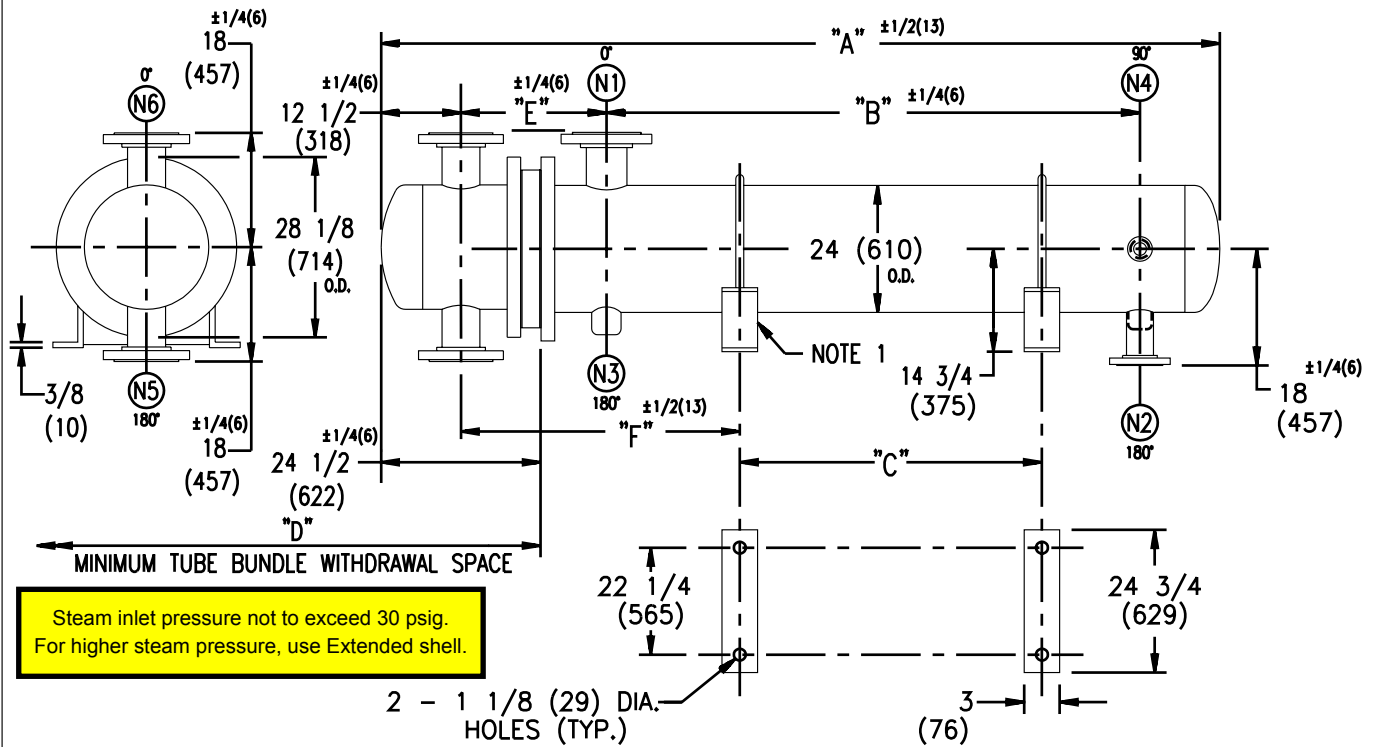 ±1/4(6)
18
(457)
0°
N6
±1/4(6)
12 1/2
(318)
±1/4(6)
"E"
0°
N1
"A" ±1/2(13)
"B" ±1/4(6)
90°
N4
28 1/8
(714)
O.D.
24 (610)
O.D.
3/8
(10)
N5
180°
±1/4(6)
18
(457)
N3
180°
NOTE 1
14 3/4
(375)
±1/4(6)
18
(457)
N2
180°
±1/2(13)
"F"
±1/4(6)
24 1/2
(622)
"C"
"D"
MINIMUM TUBE BUNDLE WITHDRAWAL SPACE
Steam inlet pressure not to exceed 30 psig.
For higher steam pressure, use Extended shell.
22 1/4
(565)
24 3/4
(629)
2 - 1 1/8 (29) DIA.
HOLES (TYP.)
3
(76)